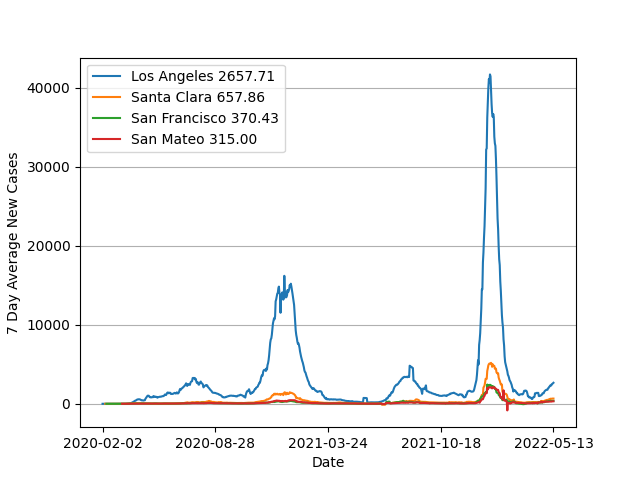 Los Angeles 2657.71
Santa Clara 657.86
San Francisco 370.43
San Mateo 315.00
40000
30000
20000
10000
0
7 Day Average New Cases
2020-02-02 2020-08-28 2021-03-24 2021-10-18 2022-05-13
Date